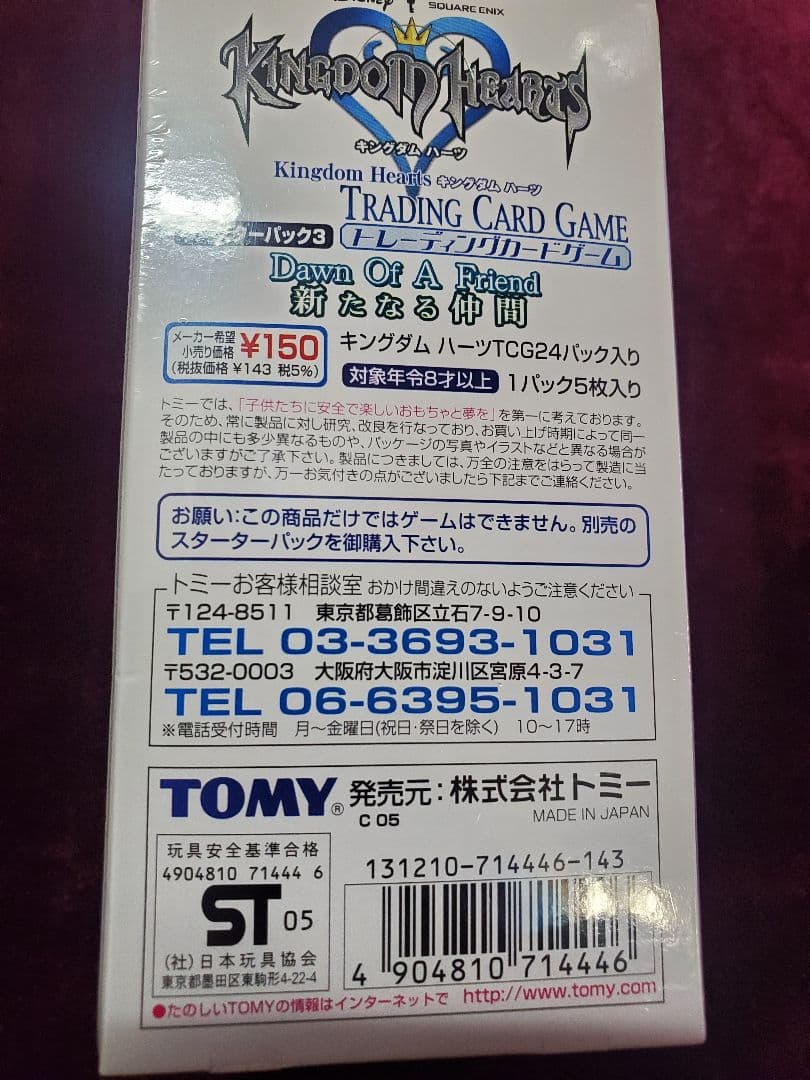 SQUARE ENIX
KINGDOM HEARTS
キングダム ハーツ
Kingdom Hearts キングダム ハーツ
TRADING CARD GAME
ーパック3 トレーディングカードゲーム
Dawn Of A Friend
新たなる仲間
メーカー希望
小売り価格 ¥150
(税抜価格 ¥143 税5%)
キングダム ハーツTCG24パック入り
対象年令8才以上 1パック5枚入り
トミーでは、「子供たちに安全で楽しいおもちゃと夢を」を第一に考えております。
そのため、常に製品に対し研究、改良を行なっており、お買い上げ時期によって同一
製品の中にも多少異なるものや、パッケージの写真やイラストなどと異なる場合が
ございますがご了承下さい。製品につきましては、万全の注意をはらって製造に当
たっておりますが、万一お気付きの点がございましたら下記までご連絡ください。
お願い:この商品だけではゲームはできません。別売の
スターターパックを御購入下さい。
トミーお客様相談室 おかけ間違えのないようご注意ください
〒124-8511 東京都葛飾区立石7-9-10
TEL 03-3693-1031
〒532-0003 大阪府大阪市淀川区宮原4-3-7
TEL 06-6395-1031
※電話受付時間 月〜金曜日(祝日・祭日を除く) 10〜17時
TOMY® 発売元:株式会社トミー
C 05 MADE IN JAPAN
玩具安全基準合格
4904810 71444 6
ST 05
(社)日本玩具協会
東京都墨田区東駒形4-22-4
131210-714446-143
4 904810 714446
●たのしいTOMYの情報はインターネットで http://www.tomy.com